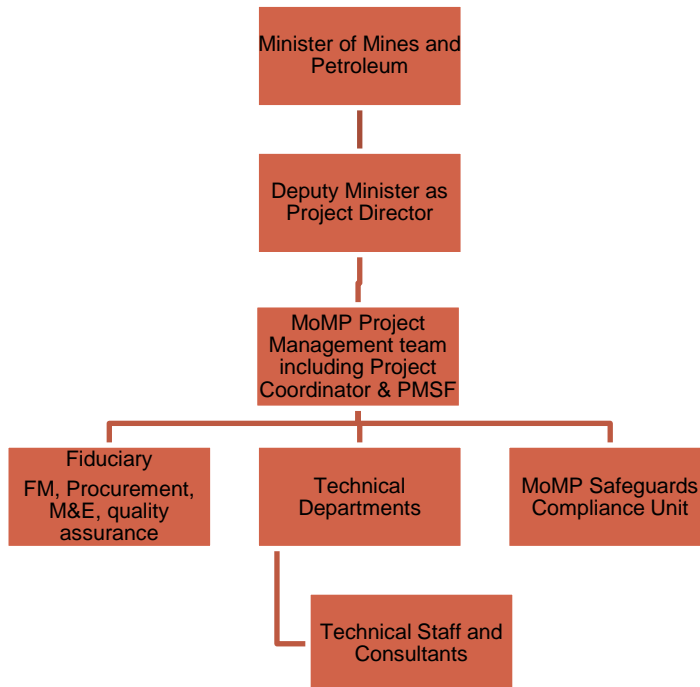 Minister of Mines and
Petroleum
Deputy Minister as
Project Director
MoMP Project
Management team
including Project
Coordinator & PMSF
Fiduciary
FM, Procurement,
M&E, quality
assurance
Technical
Departments
MoMP Safeguards
Compliance Unit
Technical Staff and
Consultants